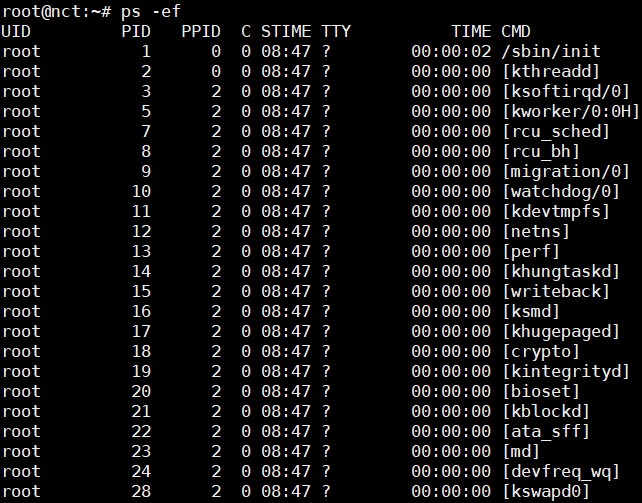 root@nct:~# ps -ef
UID        PID  PPID  C STIME TTY          TIME CMD
root         1     0  0 08:47 ?        00:00:02 /sbin/init
root         2     0  0 08:47 ?        00:00:00 [kthreadd]
root         3     2  0 08:47 ?        00:00:00 [ksoftirqd/0]
root         5     2  0 08:47 ?        00:00:00 [kworker/0:0H]
root         7     2  0 08:47 ?        00:00:00 [rcu_sched]
root         8     2  0 08:47 ?        00:00:00 [rcu_bh]
root         9     2  0 08:47 ?        00:00:00 [migration/0]
root        10     2  0 08:47 ?        00:00:00 [watchdog/0]
root        11     2  0 08:47 ?        00:00:00 [kdevtmpfs]
root        12     2  0 08:47 ?        00:00:00 [netns]
root        13     2  0 08:47 ?        00:00:00 [perf]
root        14     2  0 08:47 ?        00:00:00 [khungtaskd]
root        15     2  0 08:47 ?        00:00:00 [writeback]
root        16     2  0 08:47 ?        00:00:00 [ksmd]
root        17     2  0 08:47 ?        00:00:00 [khugepaged]
root        18     2  0 08:47 ?        00:00:00 [crypto]
root        19     2  0 08:47 ?        00:00:00 [kintegrityd]
root        20     2  0 08:47 ?        00:00:00 [bioset]
root        21     2  0 08:47 ?        00:00:00 [kblockd]
root        22     2  0 08:47 ?        00:00:00 [ata_sff]
root        23     2  0 08:47 ?        00:00:00 [md]
root        24     2  0 08:47 ?        00:00:00 [devfreq_wq]
root        28     2  0 08:47 ?        00:00:00 [kswapd0]